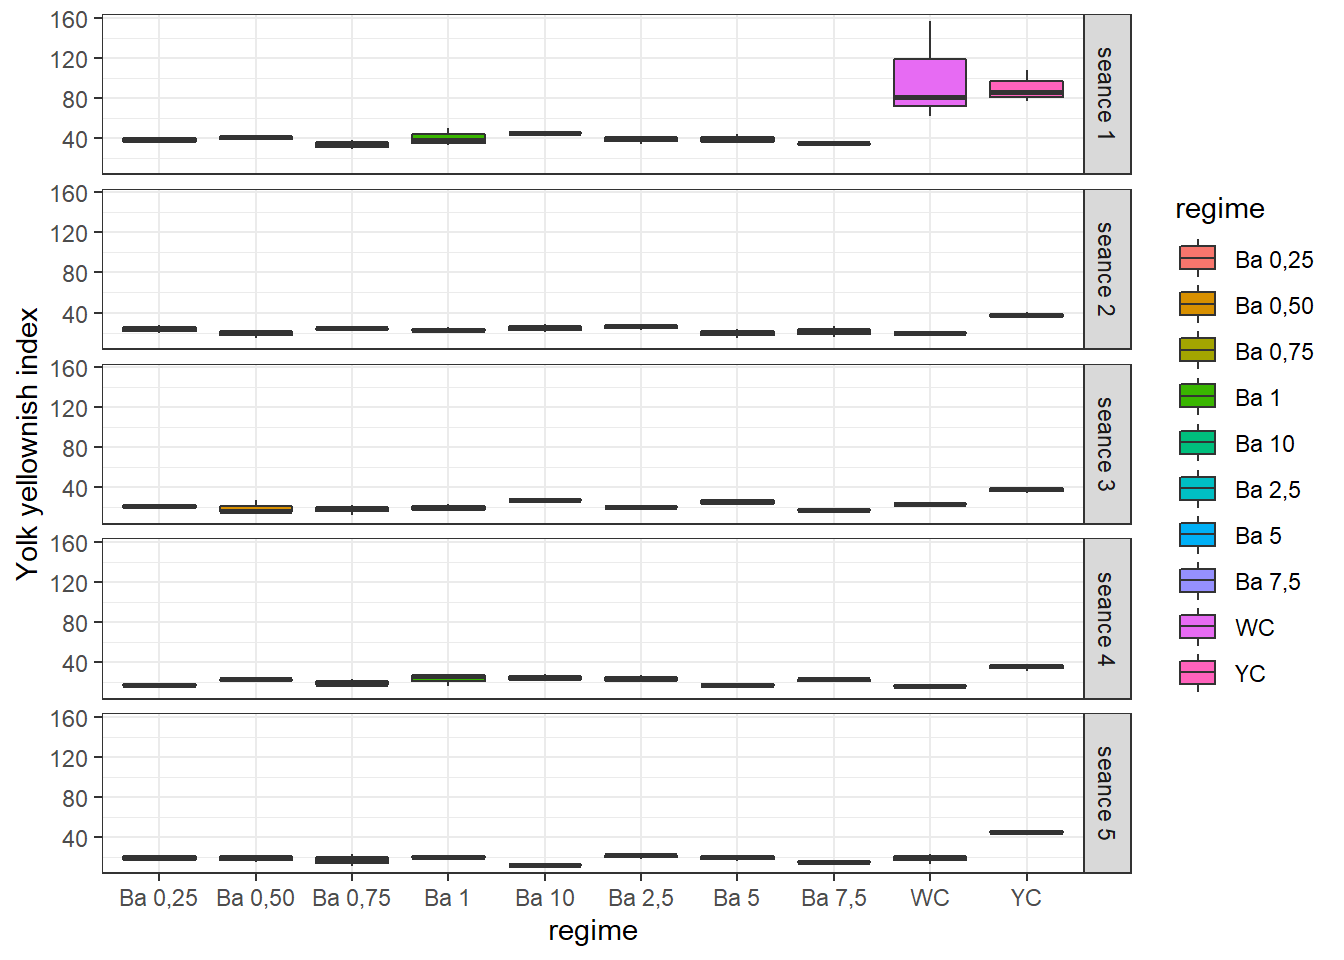 160
120
80
40
seance 1
160
120
80
40
seance 2
160
120
80
40
seance 3
160
120
80
40
seance 4
160
120
80
40
seance 5
Yolk yellownish index
Ba 0,25 Ba 0,50 Ba 0,75 Ba 1 Ba 10 Ba 2,5 Ba 5 Ba 7,5 WC YC
regime
regime
Ba 0,25
Ba 0,50
Ba 0,75
Ba 1
Ba 10
Ba 2,5
Ba 5
Ba 7,5
WC
YC